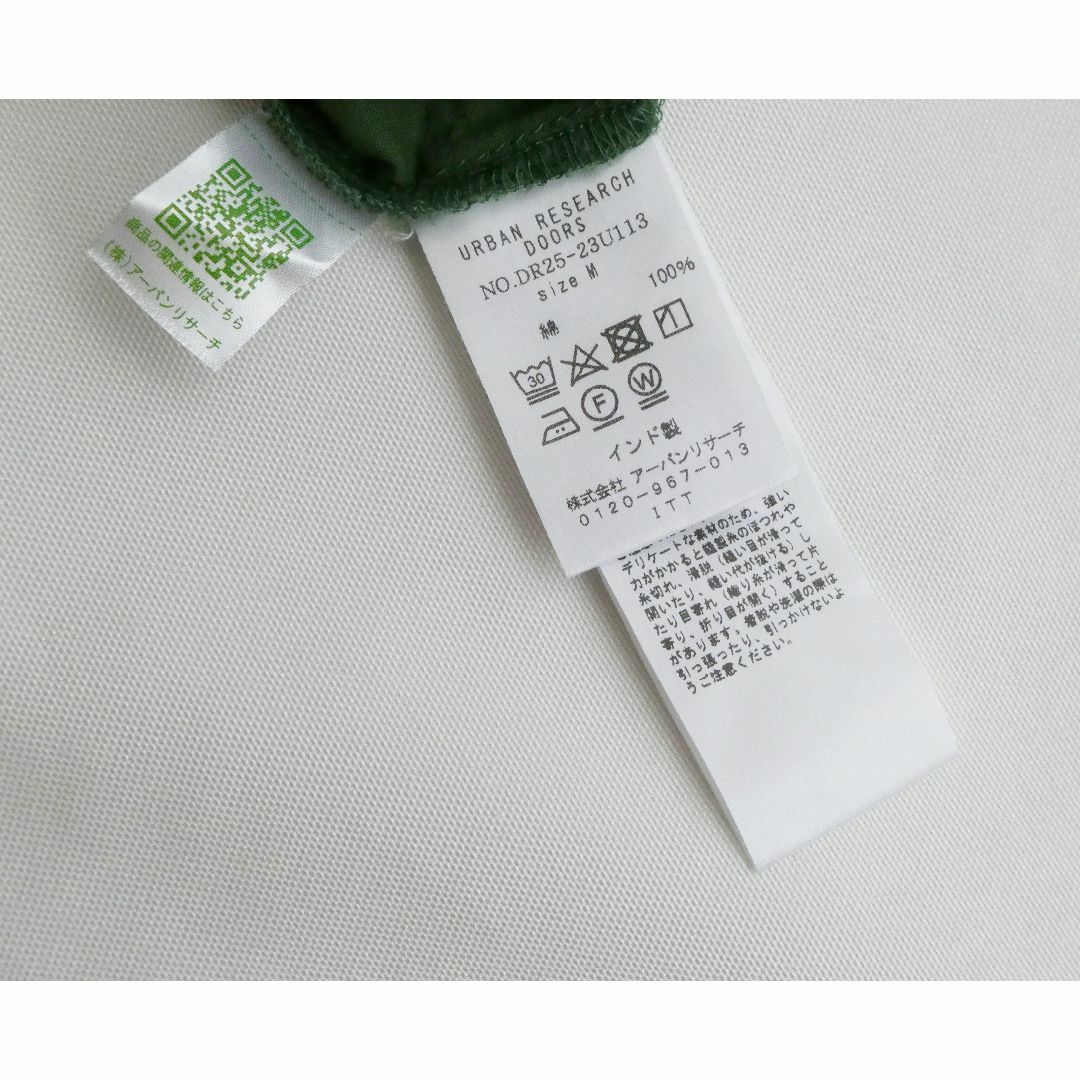 商品の関連情報はこちら
(株)アーバンリサーチ
URBAN RESEARCH
DOORS
NO.DR25-23U113
size M
綿 100%
30
F W
インド製
株式会社 アーバンリサーチ
0120-967-013
ITT
デリケートな素材のため、強い
力がかかると縫製糸のほつれや
糸切れ、滑脱(縫い目が滑って
開いたり、縫い代が抜ける)し
たり目寄れ(織り糸が滑って片
寄り、折り目が開く)すること
があります。着脱や洗濯の際は
引っ張ったり、引っかけないよ
うご注意ください。